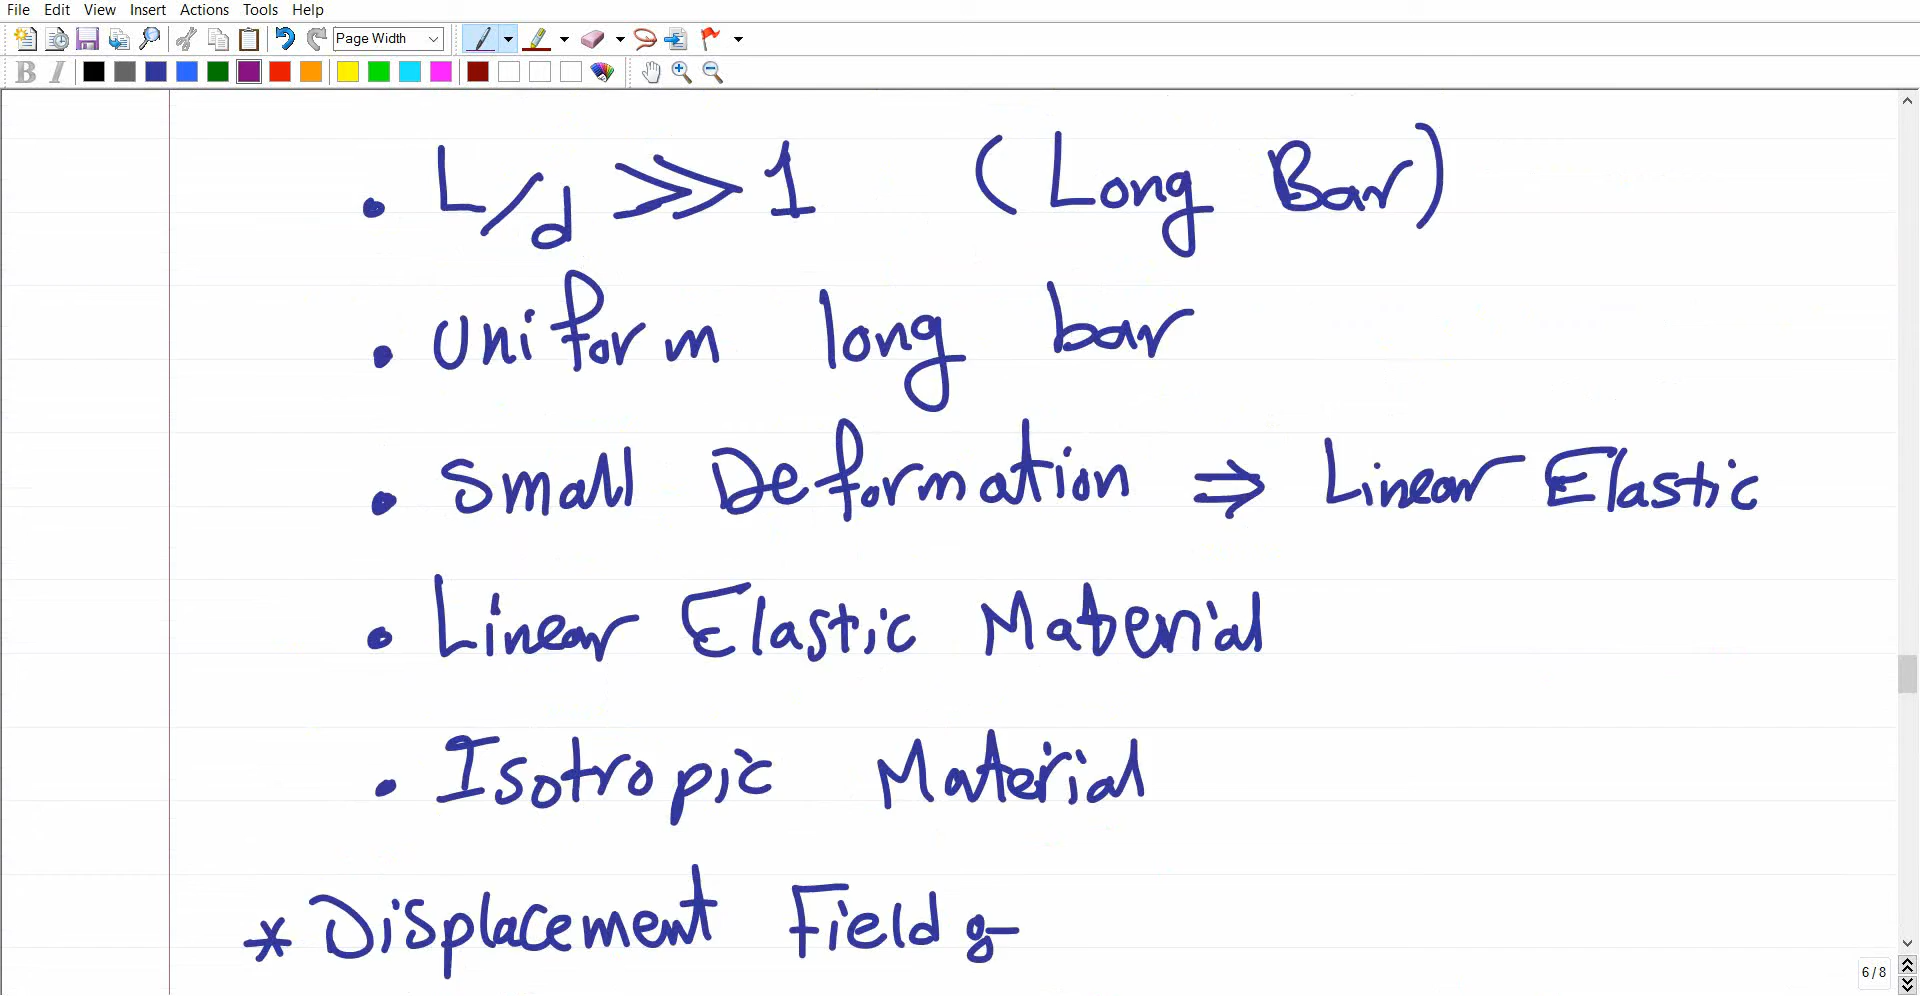 File Edit View Insert Actions Tools Help
Page Width
B I
• L/d ≫ 1 (Long Bar)
• Uniform long bar
• Small Deformation ⇒ Linear Elastic
• Linear Elastic Material
• Isotropic Material
* Displacement Field :-
6 / 8